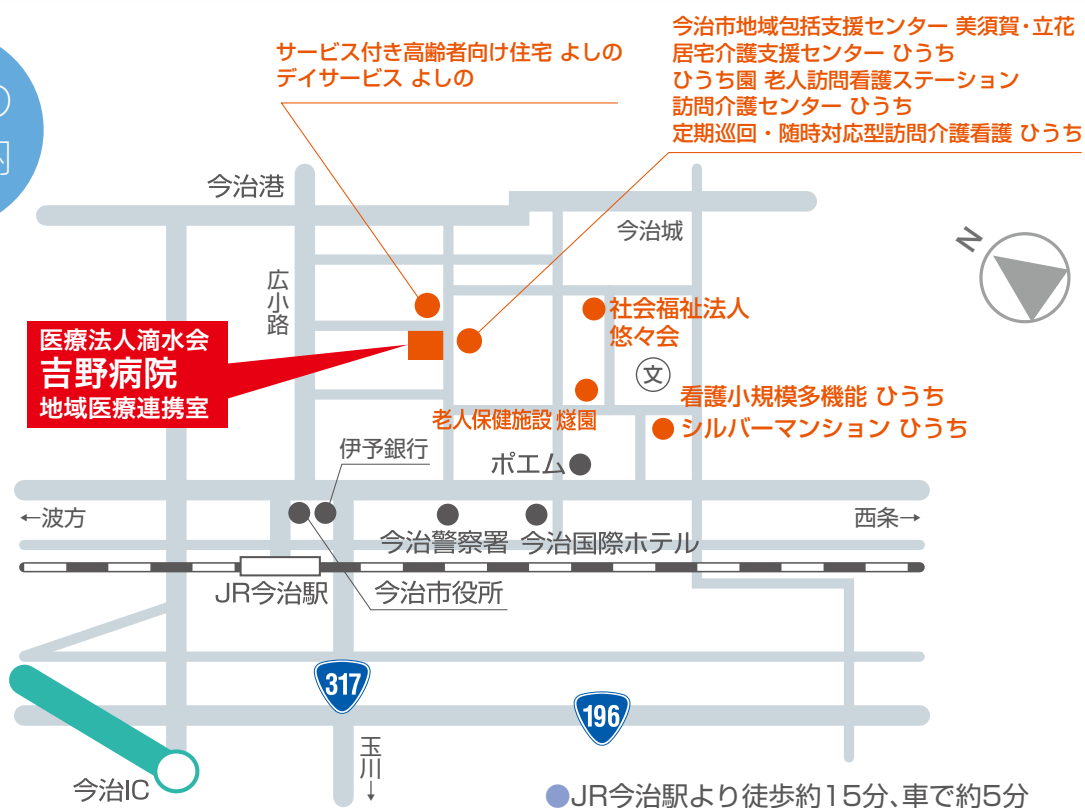 サービス付き高齢者向け住宅 よしの
デイサービス よしの
今治市地域包括支援センター 美須賀・立花
居宅介護支援センター ひうち
ひうち園 老人訪問看護ステーション
訪問介護センター ひうち
定期巡回・随時対応型訪問介護看護 ひうち
今治港
今治城
N
広小路
社会福祉法人
悠々会
医療法人滴水会
吉野病院
地域医療連携室
文
看護小規模多機能 ひうち
シルバーマンション ひうち
老人保健施設 燧園
伊予銀行
ポエム
←波方
西条→
今治警察署
今治国際ホテル
JR今治駅
今治市役所
317
196
玉川→
今治IC
●JR今治駅より徒歩約15分、車で約5分